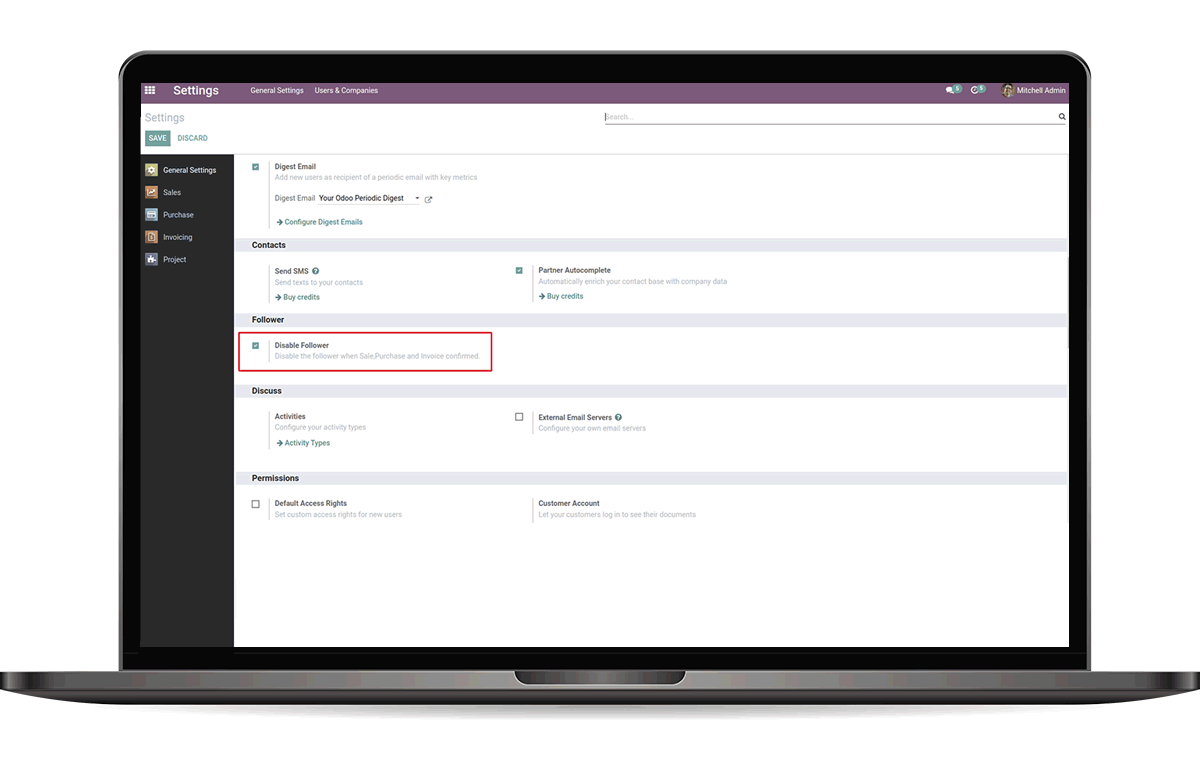 Settings
General Settings
Users & Companies
5
5
Mitchell Admin
Settings
Search...
SAVE
DISCARD
General Settings
Sales
Purchase
Invoicing
Project
Digest Email
Add new users as recipient of a periodic email with key metrics
Digest Email Your Odoo Periodic Digest
Configure Digest Emails
Contacts
Send SMS
Send texts to your contacts
Buy credits
Partner Autocomplete
Automatically enrich your contact base with company data
Buy credits
Follower
Disable Follower
Disable the follower when Sale,Purchase and Invoice confirmed.
Discuss
Activities
Configure your activity types
Activity Types
External Email Servers
Configure your own email servers
Permissions
Default Access Rights
Set custom access rights for new users
Customer Account
Let your customers log in to see their documents